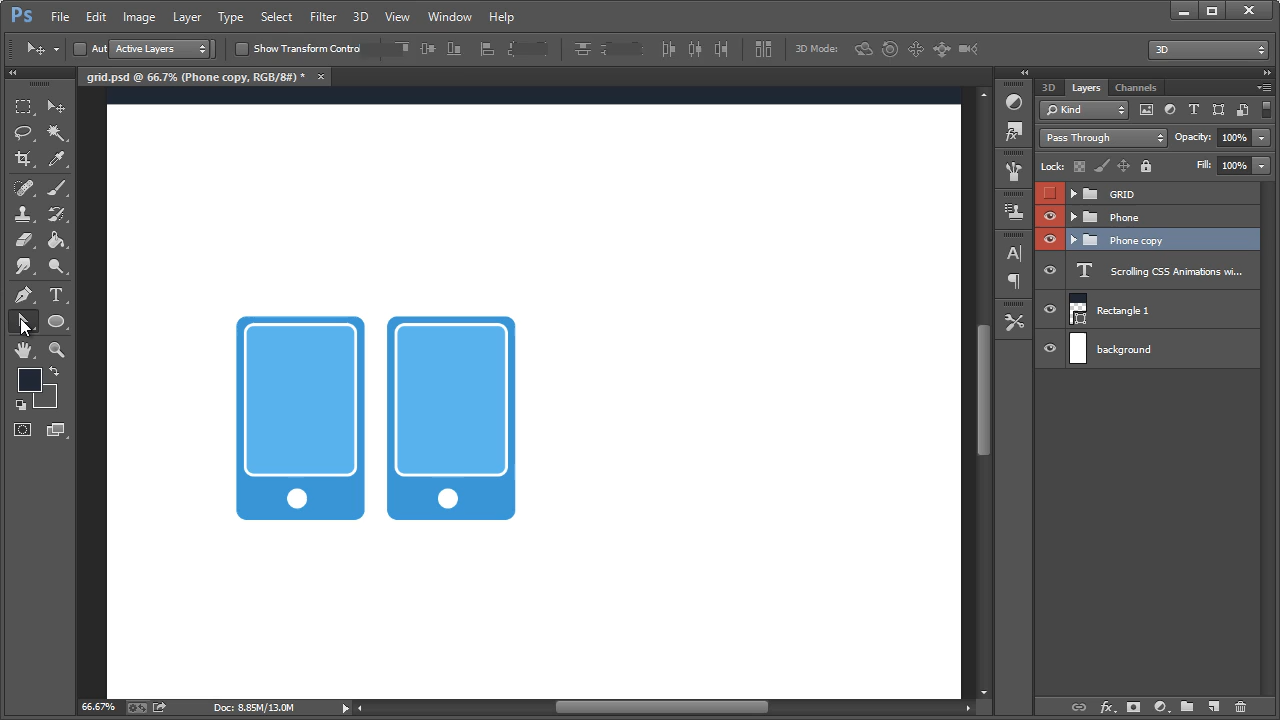 Ps File Edit Image Layer Type Select Filter 3D View Window Help
Aut Active Layers Show Transform Control 3D Mode: 3D
grid.psd @ 66.7% (Phone copy, RGB/8#) * ×
3D Layers Channels
Kind
Pass Through Opacity: 100%
Lock: Fill: 100%
GRID
Phone
Phone copy
Scrolling CSS Animations wi...
Rectangle 1
background
66.67% Doc: 8.85M/13.0M